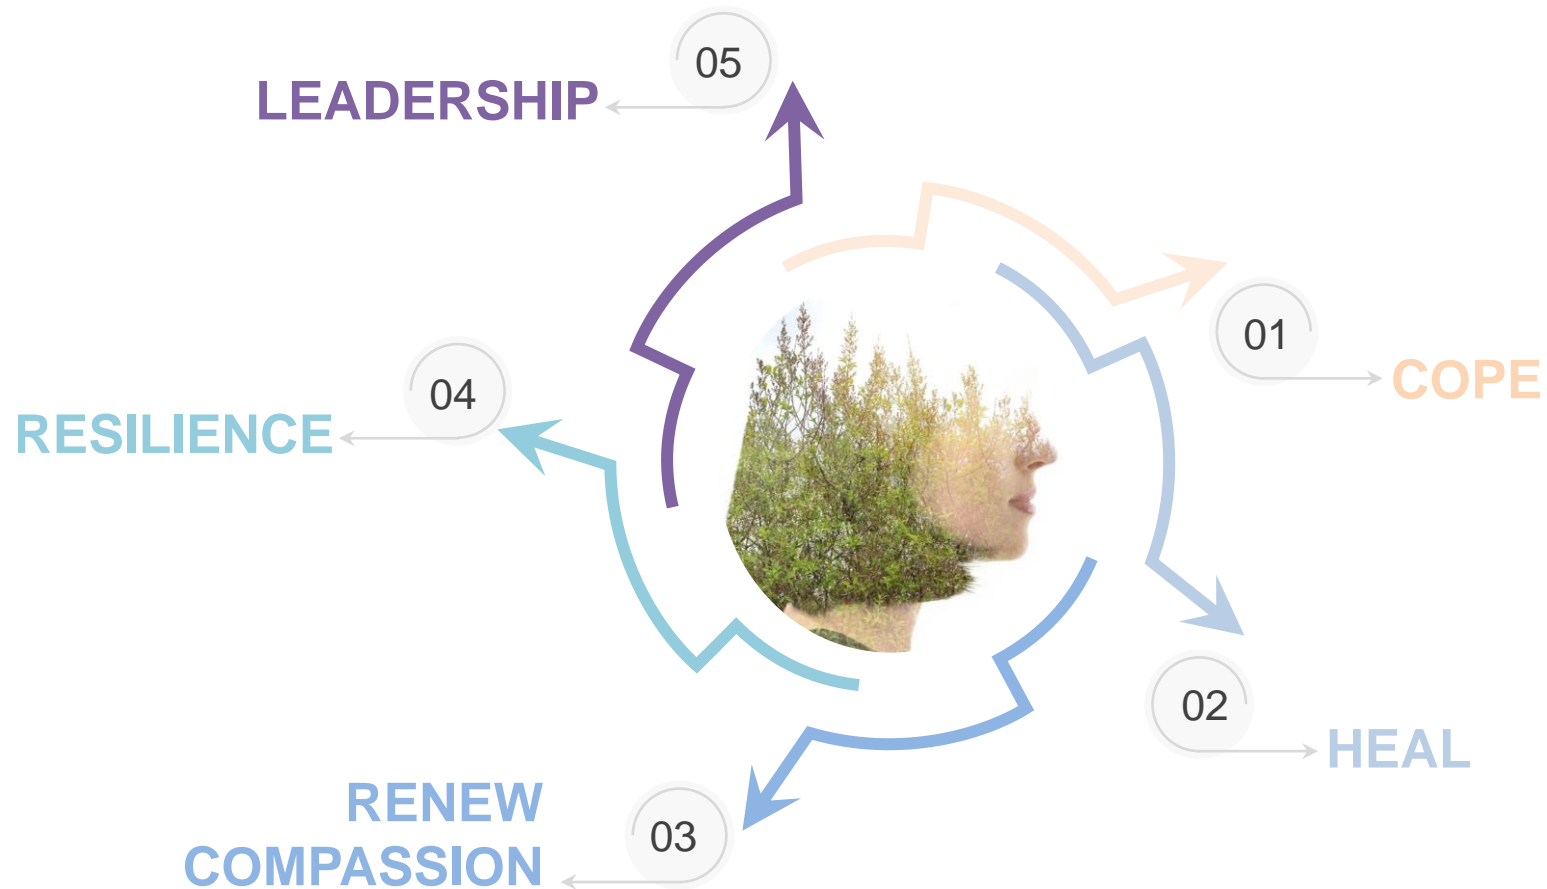 01
COPE
02
HEAL
03
RENEW
COMPASSION
04
RESILIENCE
05
LEADERSHIP